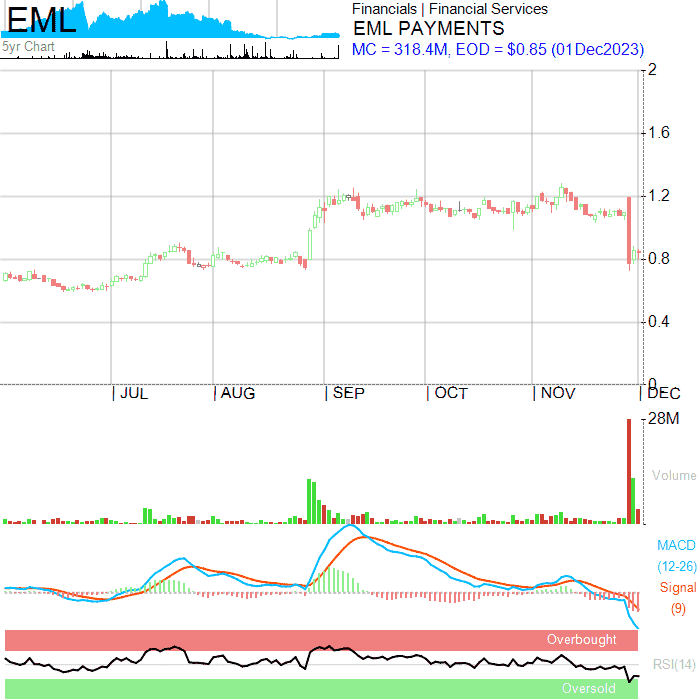 EML
5yr Chart
Financials | Financial Services
EML PAYMENTS
MC = 318.4M, EOD = $0.85 (01Dec2023)
2
1.6
1.2
0.8
0.4
0
| JUL | AUG | SEP | OCT | NOV | DEC
28M
Volume
MACD
(12-26)
Signal
(9)
Overbought
RSI(14)
Oversold